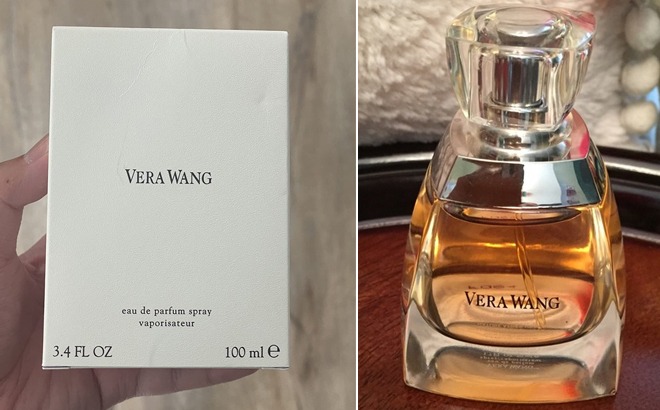 VERA WANG
eau de parfum spray
vaporisateur
3.4 FL OZ 100 ml ℮
VERA WANG